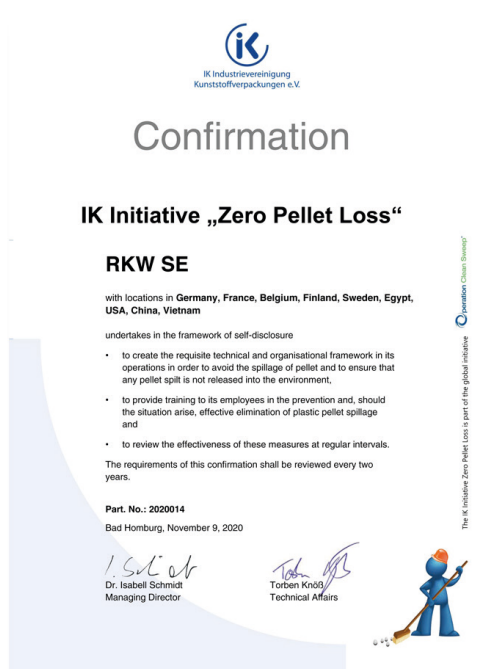 iK
IK Industrievereinigung
Kunststoffverpackungen e.V.
Confirmation
IK Initiative „Zero Pellet Loss“
RKW SE
with locations in Germany, France, Belgium, Finland, Sweden, Egypt,
USA, China, Vietnam
undertakes in the framework of self-disclosure
• to create the requisite technical and organisational framework in its
operations in order to avoid the spillage of pellet and to ensure that
any pellet spilt is not released into the environment,
• to provide training to its employees in the prevention and, should
the situation arise, effective elimination of plastic pellet spillage
and
• to review the effectiveness of these measures at regular intervals.
The requirements of this confirmation shall be reviewed every two
years.
Part. No.: 2020014
Bad Homburg, November 9, 2020
Dr. Isabell Schmidt
Managing Director
Torben Knöß
Technical Affairs
The IK Initiative Zero Pellet Loss is part of the global initiative Operation Clean Sweep®